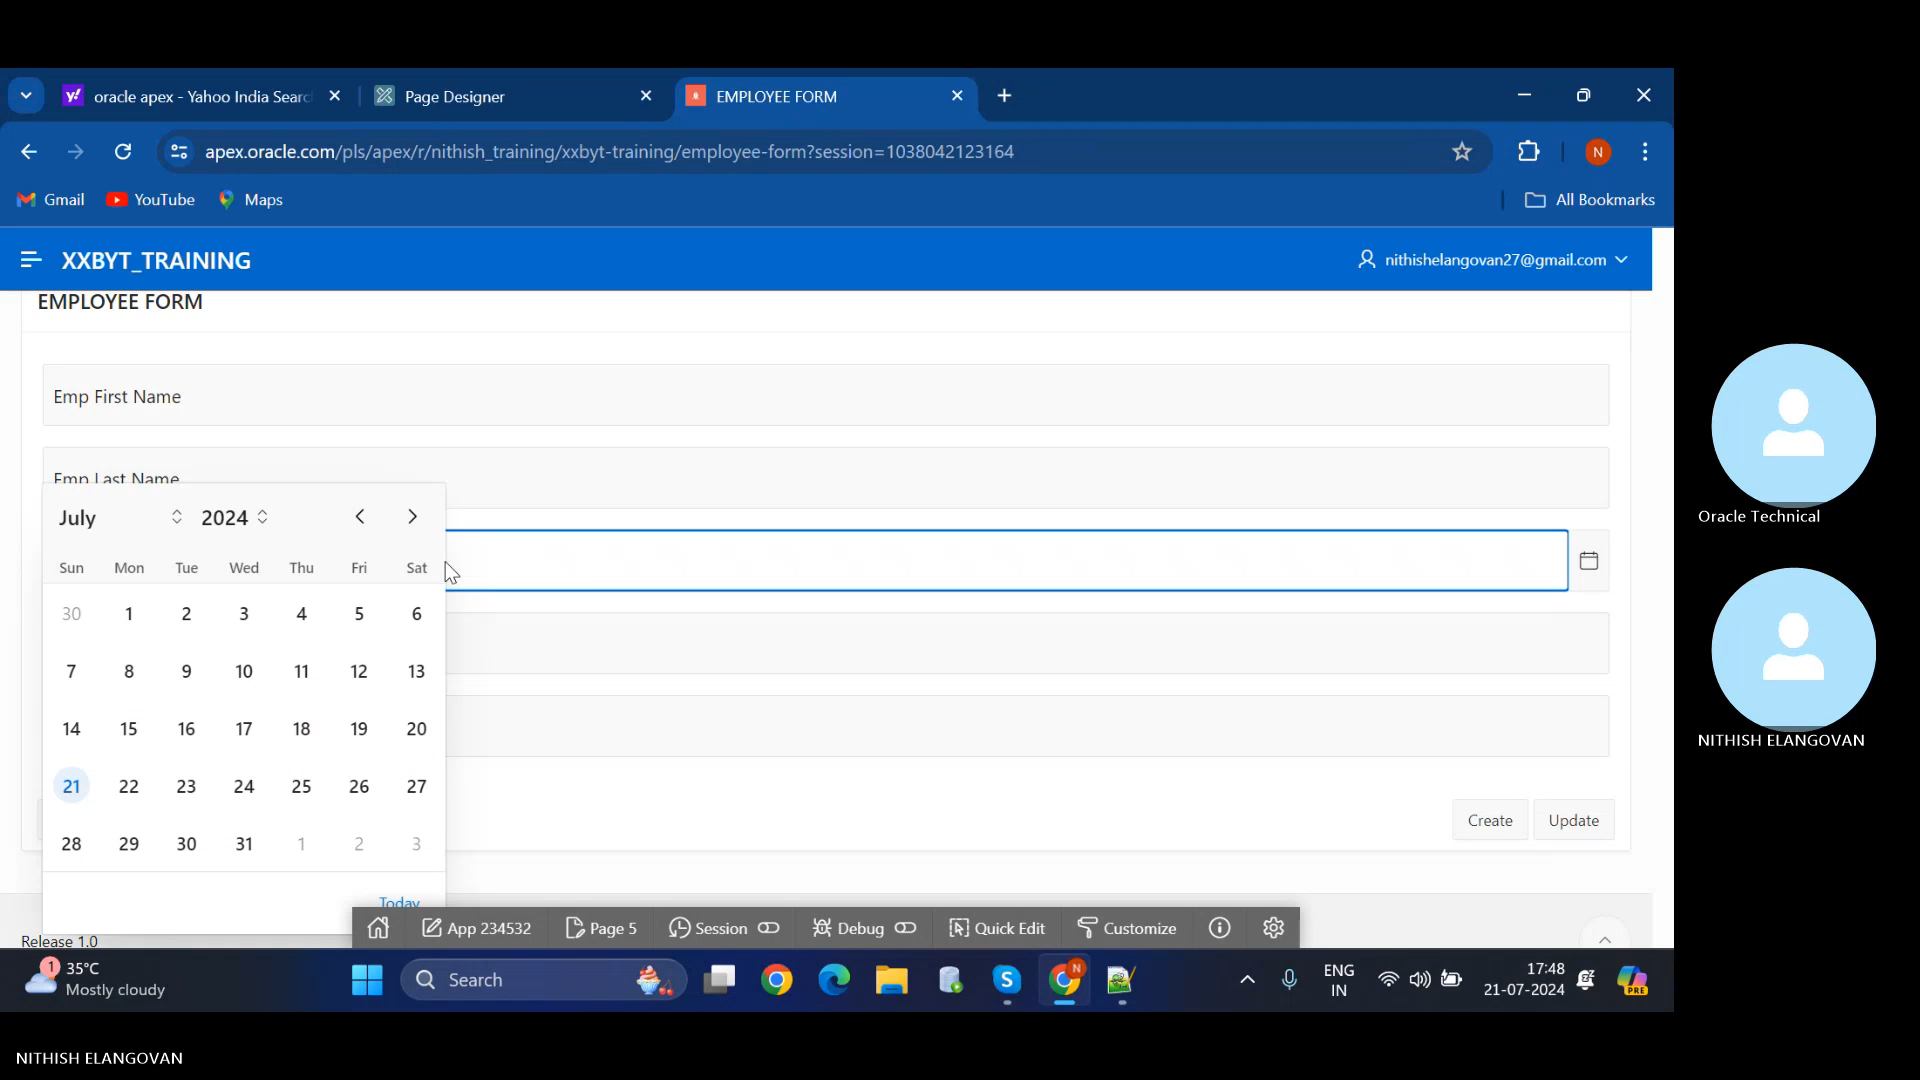 oracle apex - Yahoo India Searc
Page Designer
EMPLOYEE FORM
apex.oracle.com/pls/apex/r/nithish_training/xxbyt-training/employee-form?session=1038042123164
N
Gmail
YouTube
Maps
All Bookmarks
XXBYT_TRAINING
nithishelangovan27@gmail.com
EMPLOYEE FORM
Emp First Name
Emp Last Name
July 2024
Sun Mon Tue Wed Thu Fri Sat
30 1 2 3 4 5 6
7 8 9 10 11 12 13
14 15 16 17 18 19 20
21 22 23 24 25 26 27
28 29 30 31 1 2 3
Today
Create
Update
Release 1.0
App 234532
Page 5
Session
Debug
Quick Edit
Customize
1
35°C
Mostly cloudy
Search
N
ENG
IN
17:48
21-07-2024
PRE
Oracle Technical
NITHISH ELANGOVAN
NITHISH ELANGOVAN